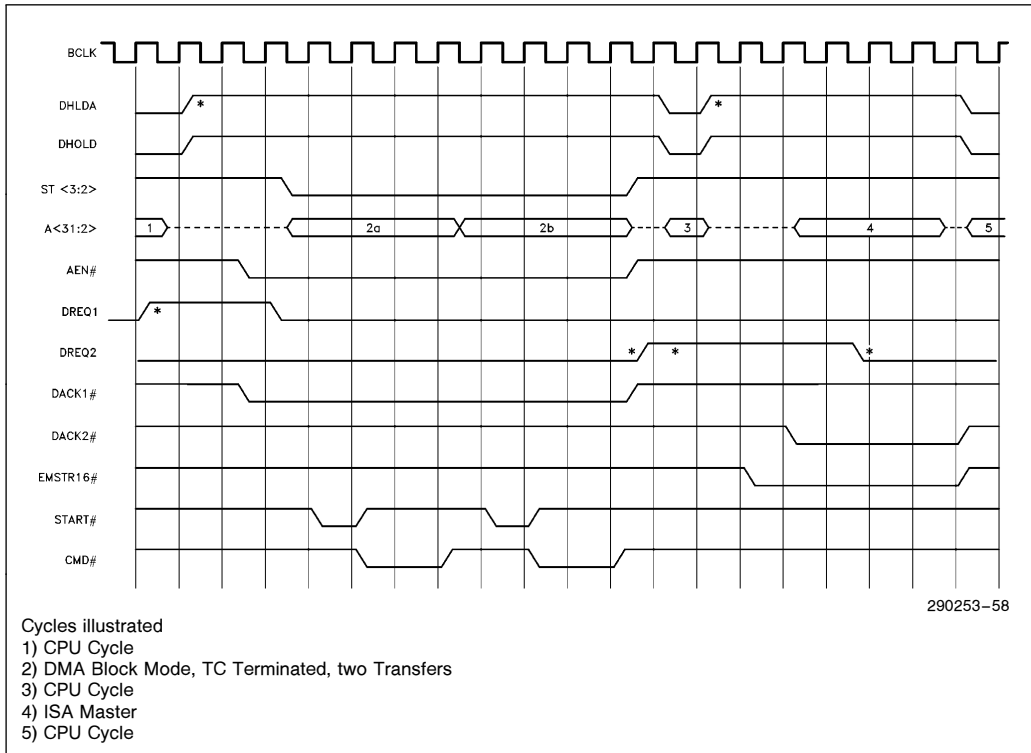 BCLK
DHLDA
*
*
DHOLD
ST <3:2>
A<31:2>
1
2a
2b
3
4
5
AEN#
DREQ1
*
DREQ2
*
*
*
DACK1#
DACK2#
EMSTR16#
START#
CMD#
290253–58
Cycles illustrated
1) CPU Cycle
2) DMA Block Mode, TC Terminated, two Transfers
3) CPU Cycle
4) ISA Master
5) CPU Cycle